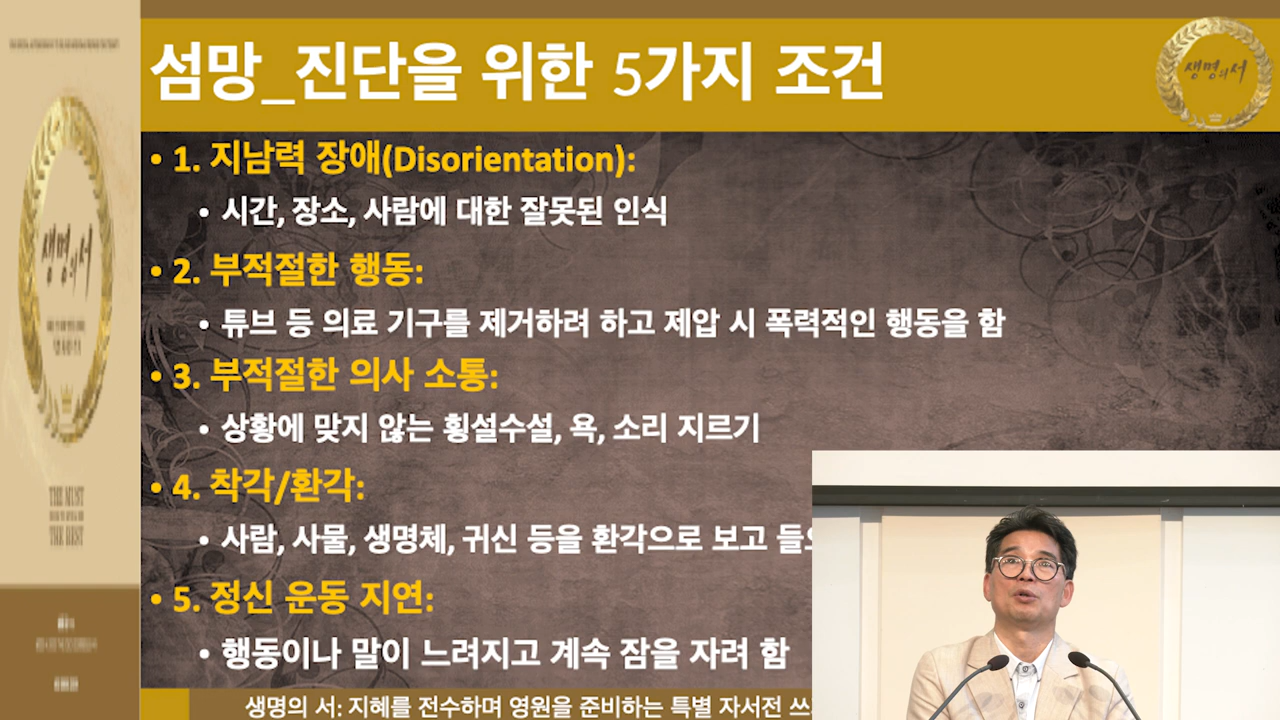 섬망_진단을 위한 5가지 조건
생명의서
• 1. 지남력 장애(Disorientation):
• 시간, 장소, 사람에 대한 잘못된 인식
• 2. 부적절한 행동:
• 튜브 등 의료 기구를 제거하려 하고 제압 시 폭력적인 행동을 함
• 3. 부적절한 의사 소통:
• 상황에 맞지 않는 횡설수설, 욕, 소리 지르기
• 4. 착각/환각:
• 사람, 사물, 생명체, 귀신 등을 환각으로 보고
• 5. 정신 운동 지연:
• 행동이나 말이 느려지고 계속 잠을 자려 함
생명의 서: 지혜를 전수하며 영원을 준비하는 특별 자서전 쓰
생명의서
THE MUST
THE BEST